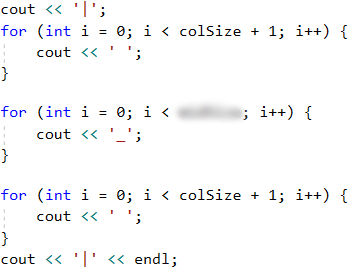 cout << '|';
for (int i = 0; i < colSize + 1; i++) {
    cout << ' ';
}

for (int i = 0; i < ; i++) {
    cout << '_';
}

for (int i = 0; i < colSize + 1; i++) {
    cout << ' ';
}
cout << '|' << endl;